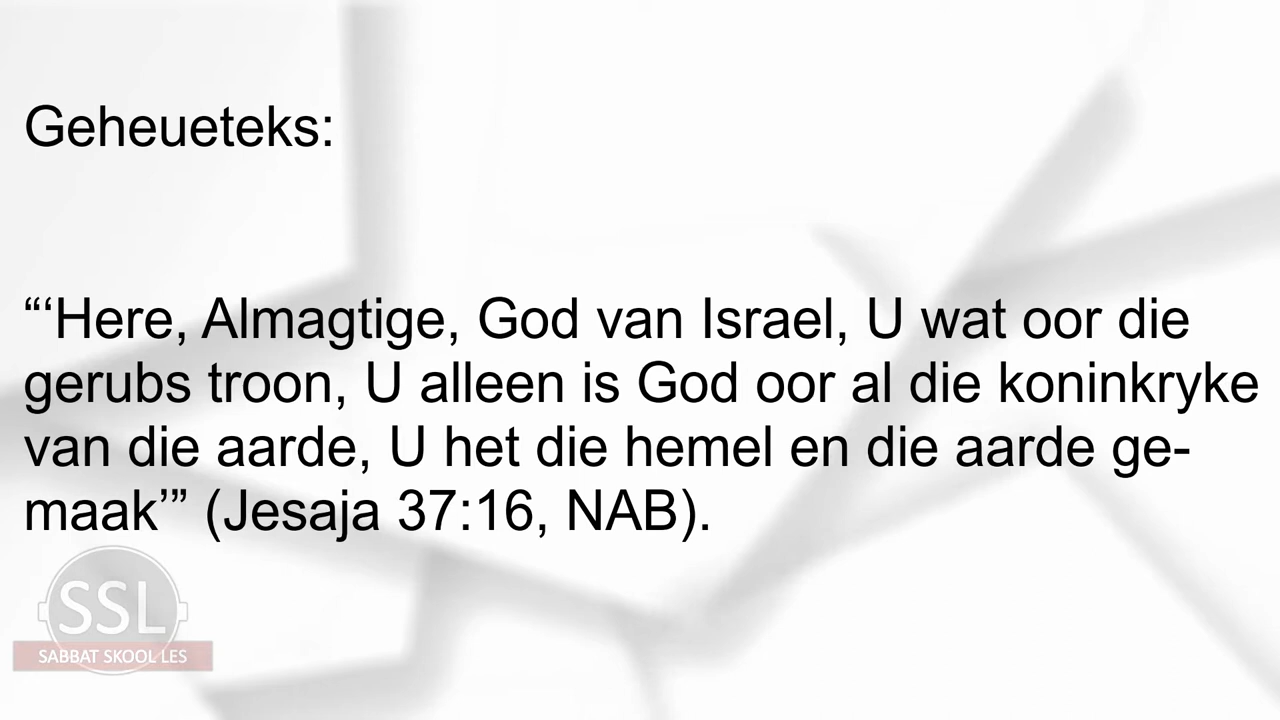 Geheueteks:
“‘Here, Almagtige, God van Israel, U wat oor die
gerubs troon, U alleen is God oor al die koninkryke
van die aarde, U het die hemel en die aarde ge-
maak’” (Jesaja 37:16, NAB).
SSL
SABBAT SKOOL LES